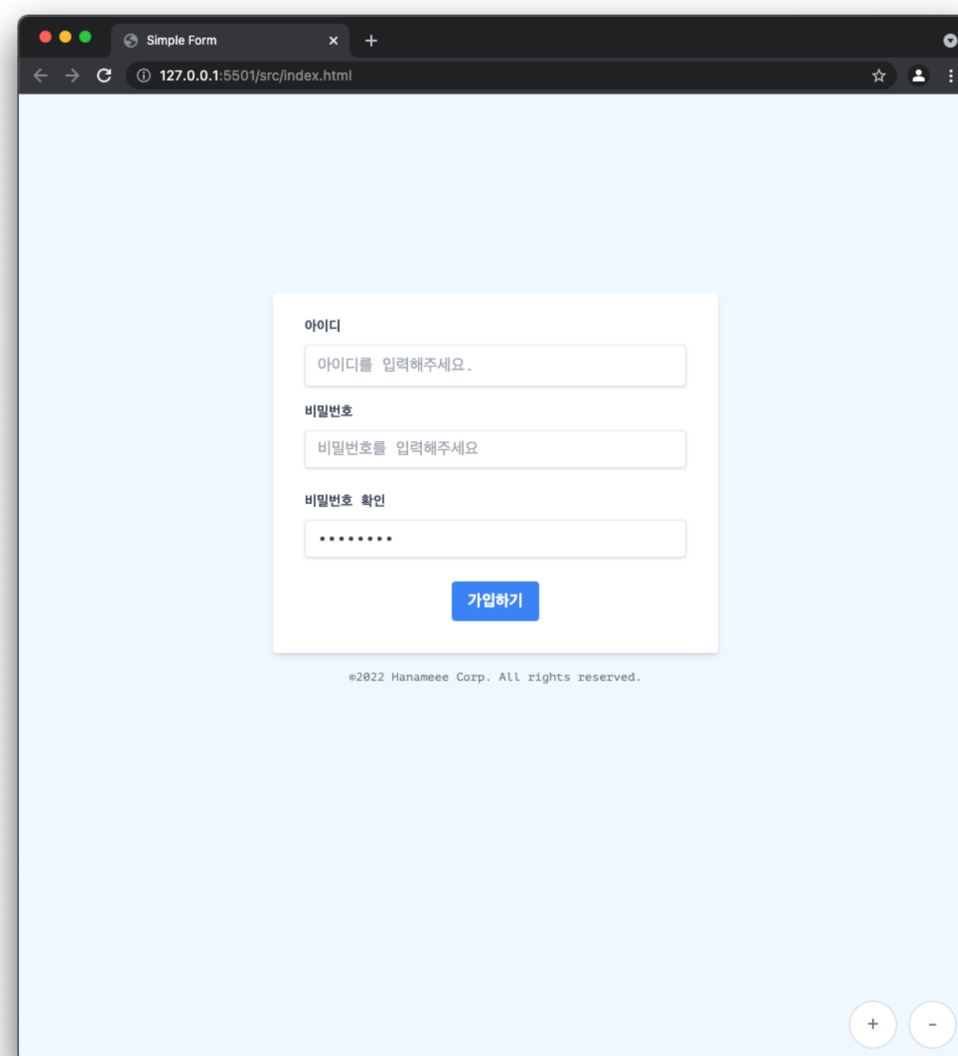 Simple Form
127.0.0.1:5501/src/index.html
아이디
아이디를 입력해주세요.
비밀번호
비밀번호를 입력해주세요
비밀번호 확인
••••••••
가입하기
©2022 Hanameee Corp. All rights reserved.
+ -